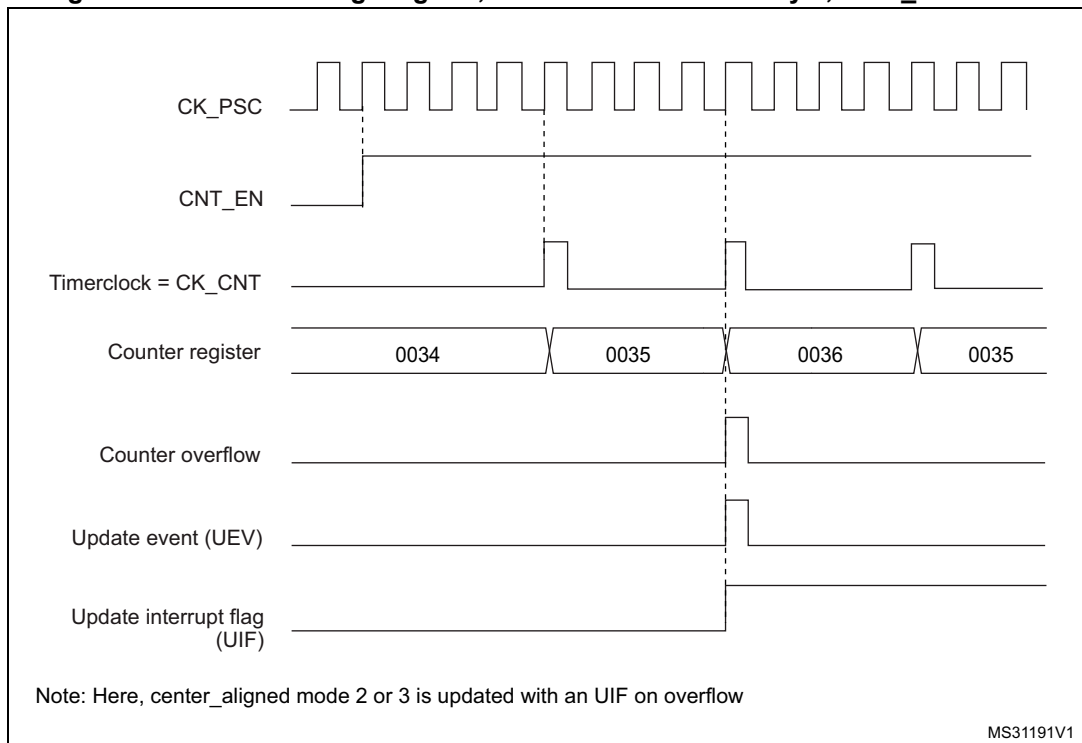 CK_PSC
CNT_EN
Timerclock = CK_CNT
Counter register 0034 0035 0036 0035
Counter overflow
Update event (UEV)
Update interrupt flag
(UIF)
Note: Here, center_aligned mode 2 or 3 is updated with an UIF on overflow
MS31191V1